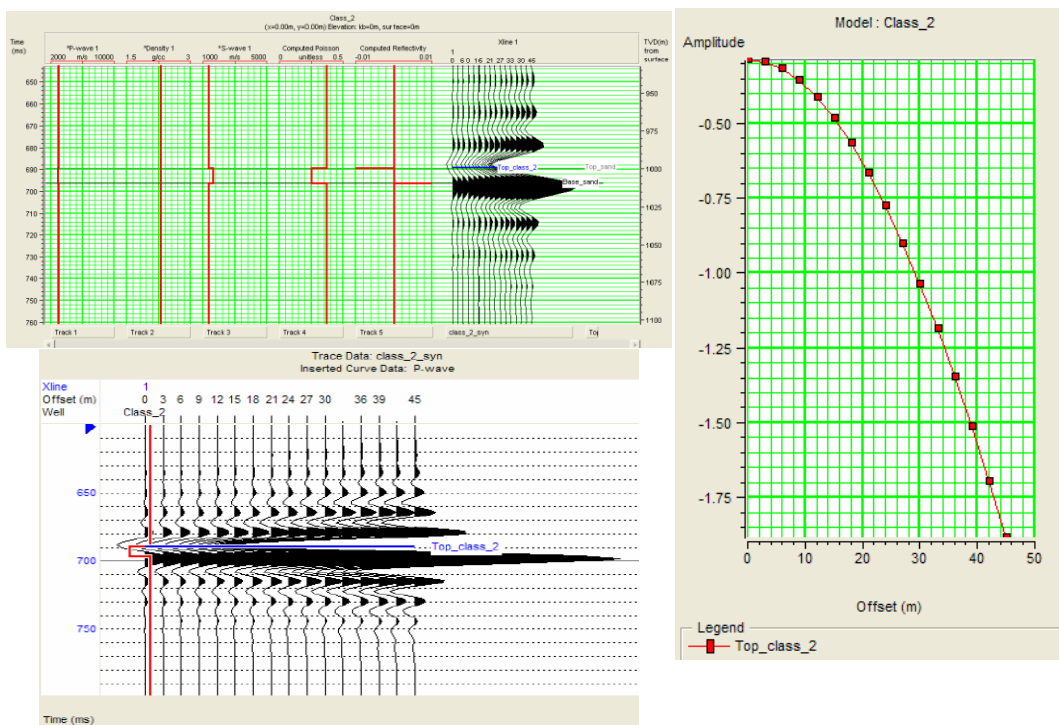 Class_2
(x=0.00m, y=0.00m) Elevation: kb=0m, surface=0m
Time
(ms)
*P-wave 1
2000 m/s 10000
*Density 1
1.5 g/cc 3
*S-wave 1
1000 m/s 5000
Computed Poisson
0 unitless 0.5
Computed Reflectivity
-0.01 0.01
Xline 1
1
TVD(m)
from
surface
650
660
670
680
690
700
710
720
730
740
750
760
950
975
1000
1025
1050
1075
1100
Top_class_2
Top_sand
Base_sand
Track 1
Track 2
Track 3
Track 4
Track 5
class_2_syn
To
Trace Data: class_2_syn
Inserted Curve Data: P-wave
Xline 1
Offset (m) 0 3 6 9 12 15 18 21 24 27 30 36 39 45
Well Class_2
650
700
750
Top_class_2
Time (ms)
Model : Class_2
Amplitude
-0.50
-0.75
-1.00
-1.25
-1.50
-1.75
0 10 20 30 40 50
Offset (m)
Legend
Top_class_2